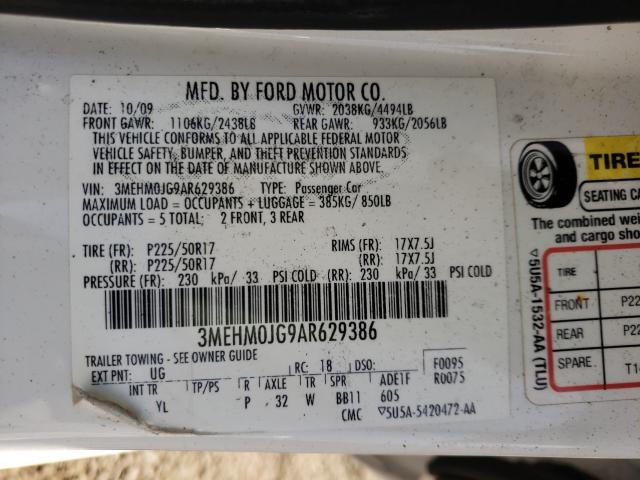 MFD. BY FORD MOTOR CO.
DATE: 10/09 GVWR: 2038KG/4494LB
FRONT GAWR: 1106KG/2438LB REAR GAWR: 933KG/2056LB
THIS VEHICLE CONFORMS TO ALL APPLICABLE FEDERAL MOTOR
VEHICLE SAFETY, BUMPER, AND THEFT PREVENTION STANDARDS
IN EFFECT ON THE DATE OF MANUFACTURE SHOWN ABOVE.
VIN: 3MEHM0JG9AR629386 TYPE: Passenger Car
MAXIMUM LOAD = OCCUPANTS + LUGGAGE = 385KG/ 850LB
OCCUPANTS = 5 TOTAL: 2 FRONT, 3 REAR
TIRE (FR): P225/50R17 RIMS (FR): 17X7.5J
(RR): P225/50R17 (RR): 17X7.5J
PRESSURE (FR): 230 kPa/ 33 PSI COLD (RR): 230 kPa/ 33 PSI COLD
3MEHM0JG9AR629386
TRAILER TOWING - SEE OWNER GUIDE
EXT PNT: UG RC: 18 DSO: F0095
R0075
INT TR TP/PS R AXLE TR SPR ADE1F
YL P 32 W BB11 605
CMC ▽5U5A-5420472-AA
TIRE
SEATING CA
The combined wei
and cargo sho
TIRE
FRONT P22
REAR P22
SPARE T1
▽5U5A-1532-AA (TLU)